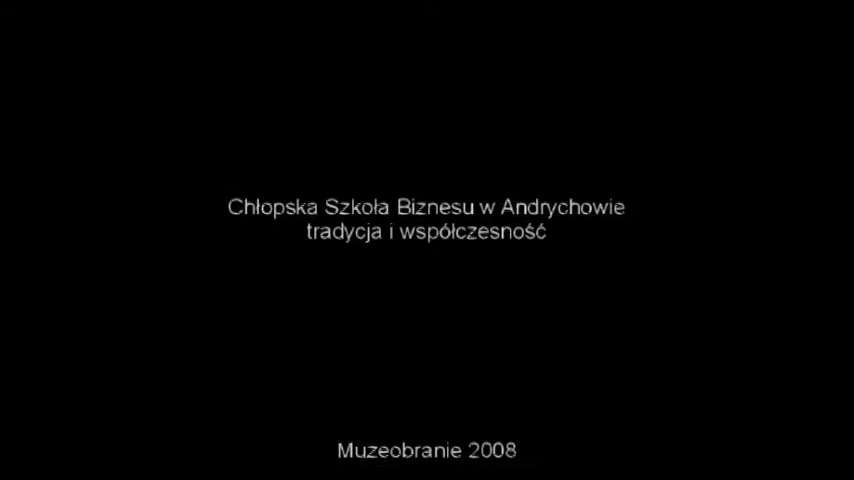 Chłopska Szkoła Biznesu w Andrychowie
tradycja i współczesność
Muzeobranie 2008